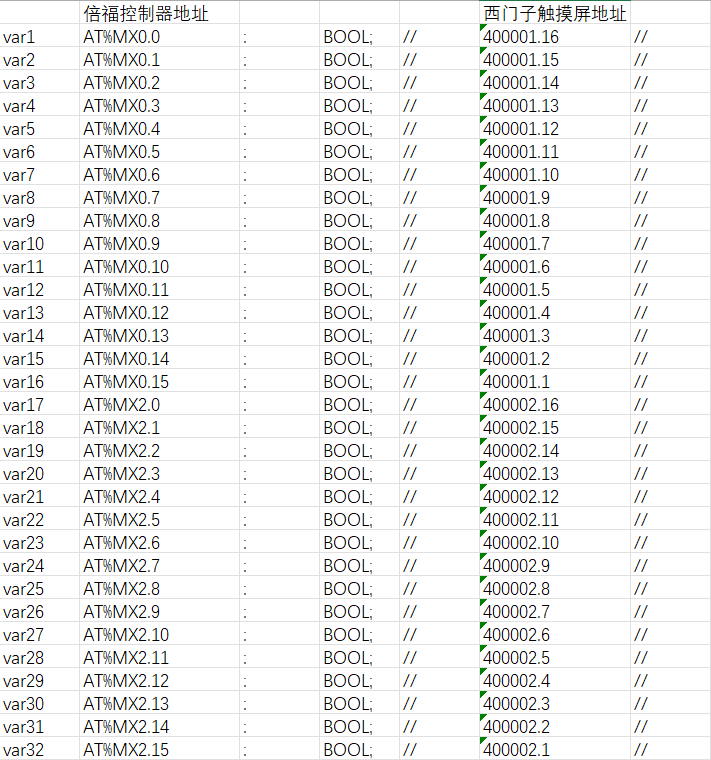 倍福控制器地址 西门子触摸屏地址
var1 AT%MX0.0 : BOOL; // 400001.16 //
var2 AT%MX0.1 : BOOL; // 400001.15 //
var3 AT%MX0.2 : BOOL; // 400001.14 //
var4 AT%MX0.3 : BOOL; // 400001.13 //
var5 AT%MX0.4 : BOOL; // 400001.12 //
var6 AT%MX0.5 : BOOL; // 400001.11 //
var7 AT%MX0.6 : BOOL; // 400001.10 //
var8 AT%MX0.7 : BOOL; // 400001.9 //
var9 AT%MX0.8 : BOOL; // 400001.8 //
var10 AT%MX0.9 : BOOL; // 400001.7 //
var11 AT%MX0.10 : BOOL; // 400001.6 //
var12 AT%MX0.11 : BOOL; // 400001.5 //
var13 AT%MX0.12 : BOOL; // 400001.4 //
var14 AT%MX0.13 : BOOL; // 400001.3 //
var15 AT%MX0.14 : BOOL; // 400001.2 //
var16 AT%MX0.15 : BOOL; // 400001.1 //
var17 AT%MX2.0 : BOOL; // 400002.16 //
var18 AT%MX2.1 : BOOL; // 400002.15 //
var19 AT%MX2.2 : BOOL; // 400002.14 //
var20 AT%MX2.3 : BOOL; // 400002.13 //
var21 AT%MX2.4 : BOOL; // 400002.12 //
var22 AT%MX2.5 : BOOL; // 400002.11 //
var23 AT%MX2.6 : BOOL; // 400002.10 //
var24 AT%MX2.7 : BOOL; // 400002.9 //
var25 AT%MX2.8 : BOOL; // 400002.8 //
var26 AT%MX2.9 : BOOL; // 400002.7 //
var27 AT%MX2.10 : BOOL; // 400002.6 //
var28 AT%MX2.11 : BOOL; // 400002.5 //
var29 AT%MX2.12 : BOOL; // 400002.4 //
var30 AT%MX2.13 : BOOL; // 400002.3 //
var31 AT%MX2.14 : BOOL; // 400002.2 //
var32 AT%MX2.15 : BOOL; // 400002.1 //